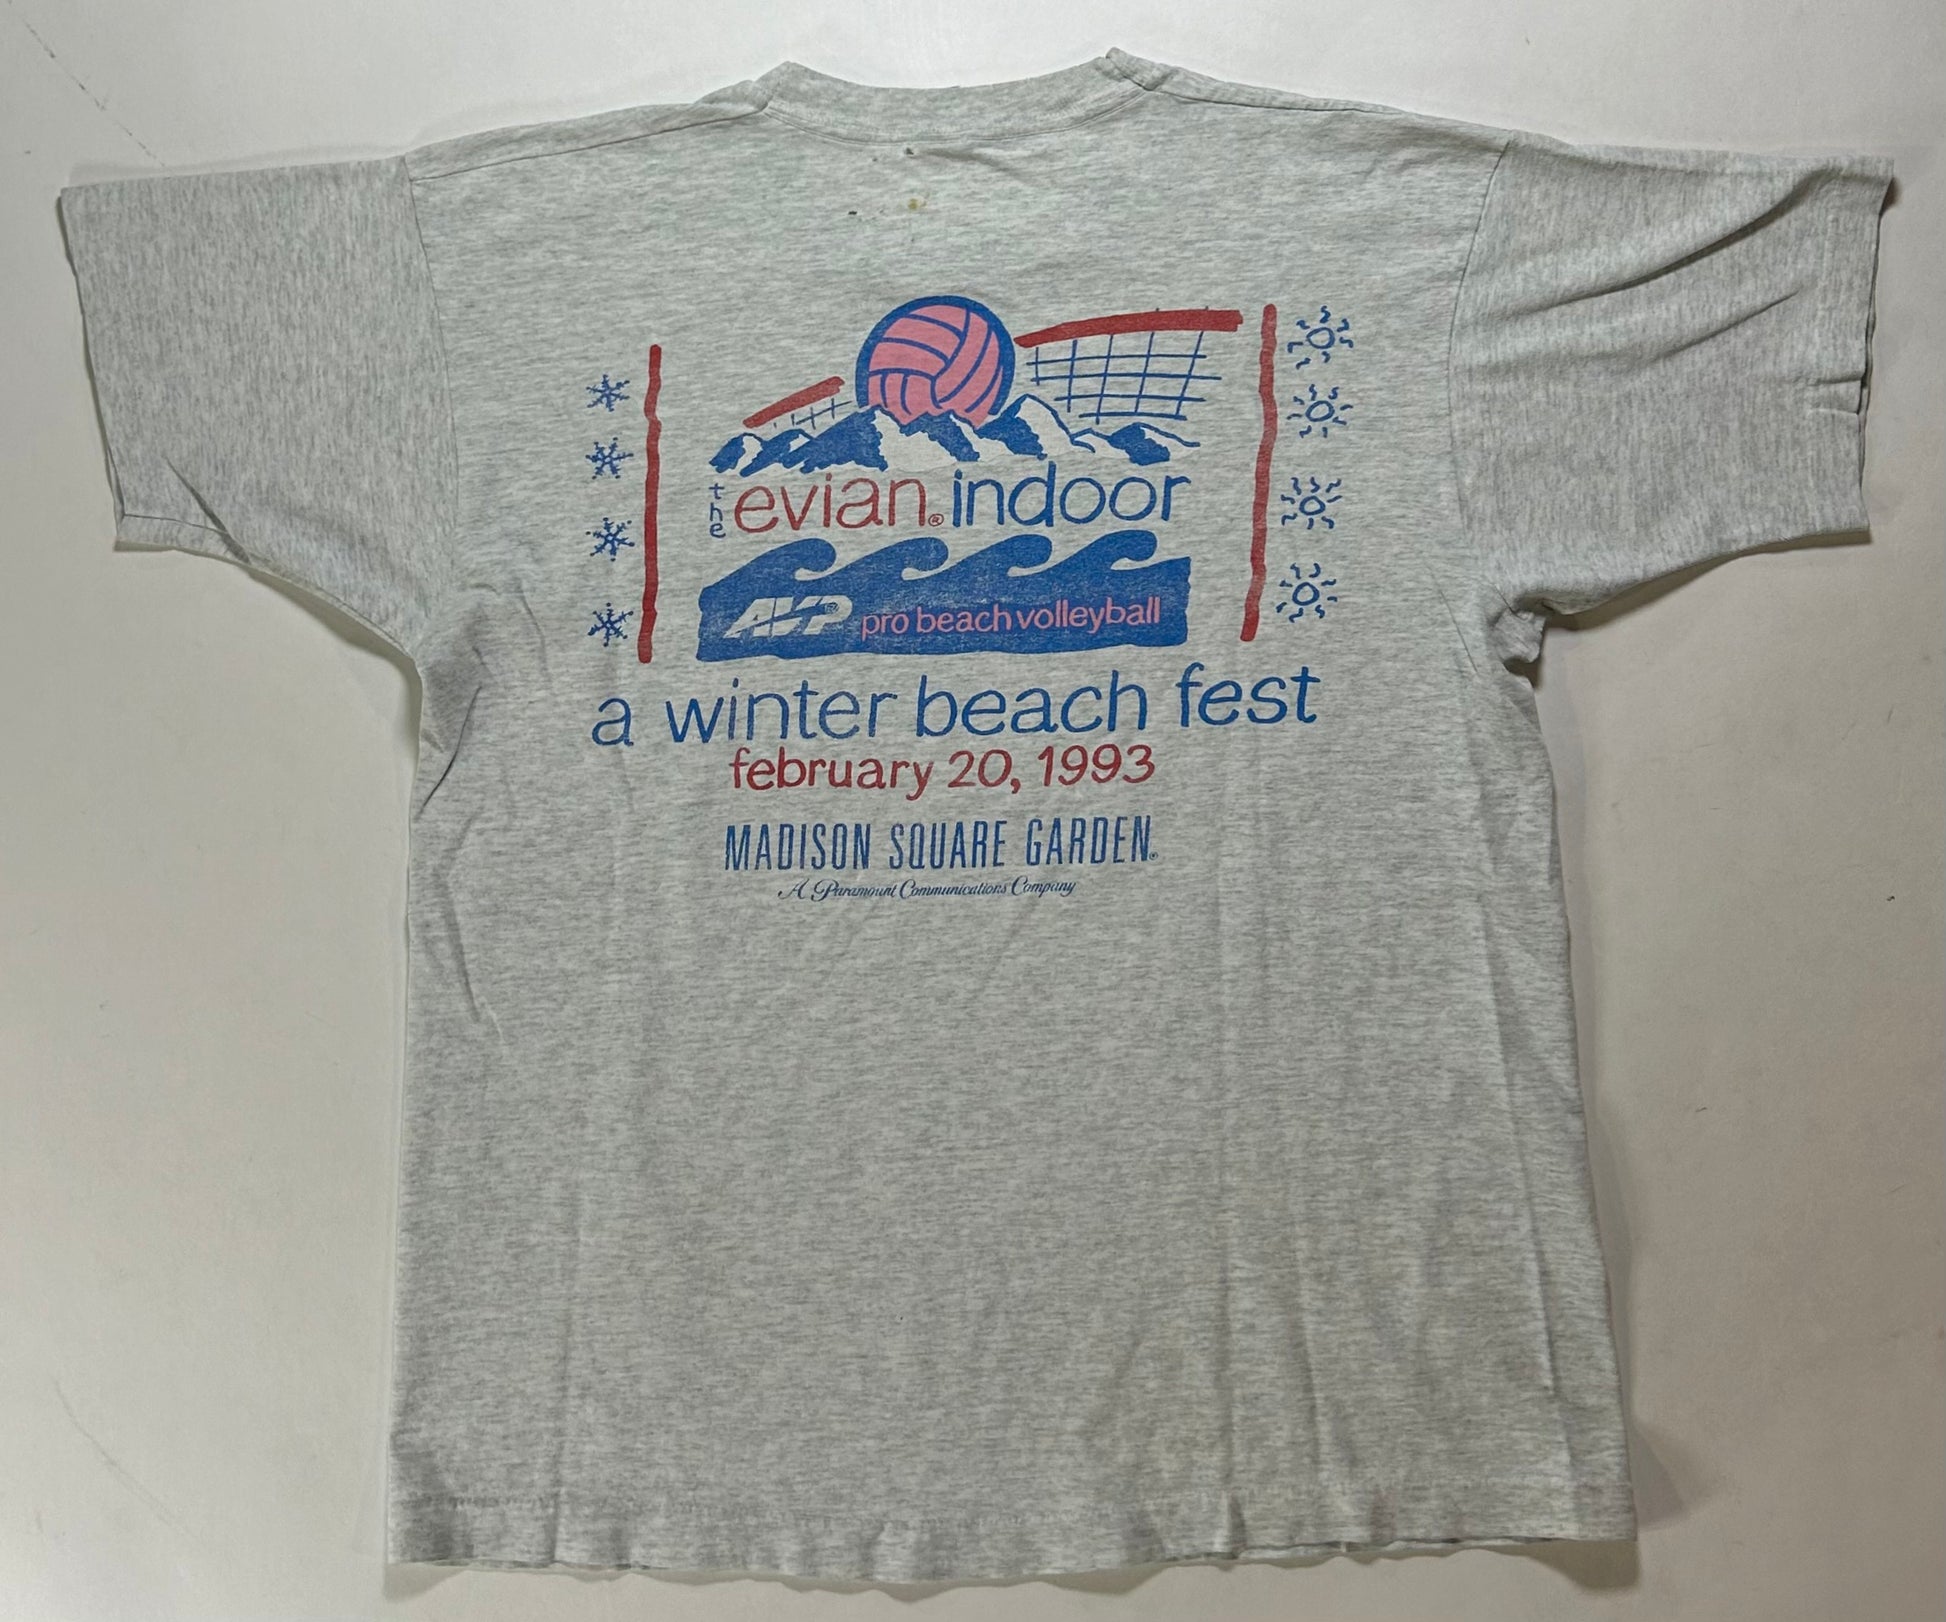 the evian.® indoor
AVP® pro beach volleyball
a winter beach fest
february 20, 1993
MADISON SQUARE GARDEN®
A Paramount Communications Company